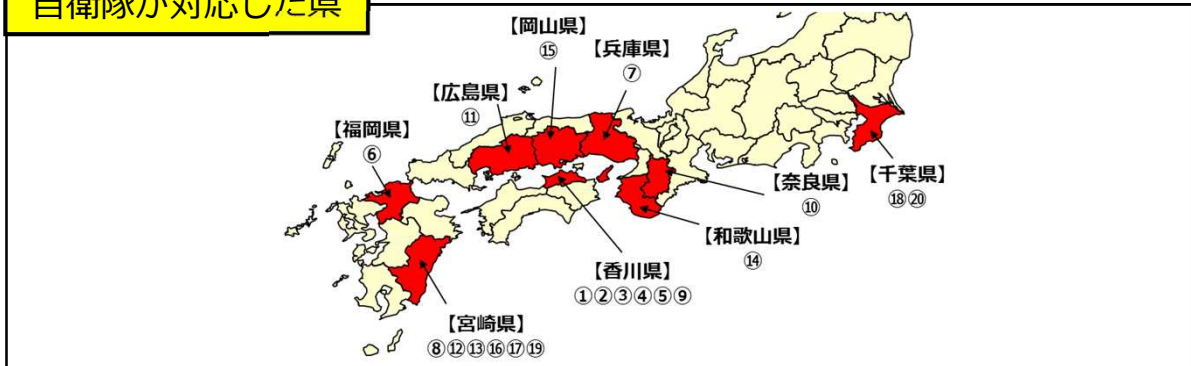 自衛隊が対応した県
【岡山県】
⑮
【兵庫県】
⑦
【広島県】
⑪
【福岡県】
⑥
【奈良県】
⑩
【千葉県】
⑱⑳
【和歌山県】
⑭
【香川県】
①②③④⑤⑨
【宮崎県】
⑧⑫⑬⑯⑰⑲